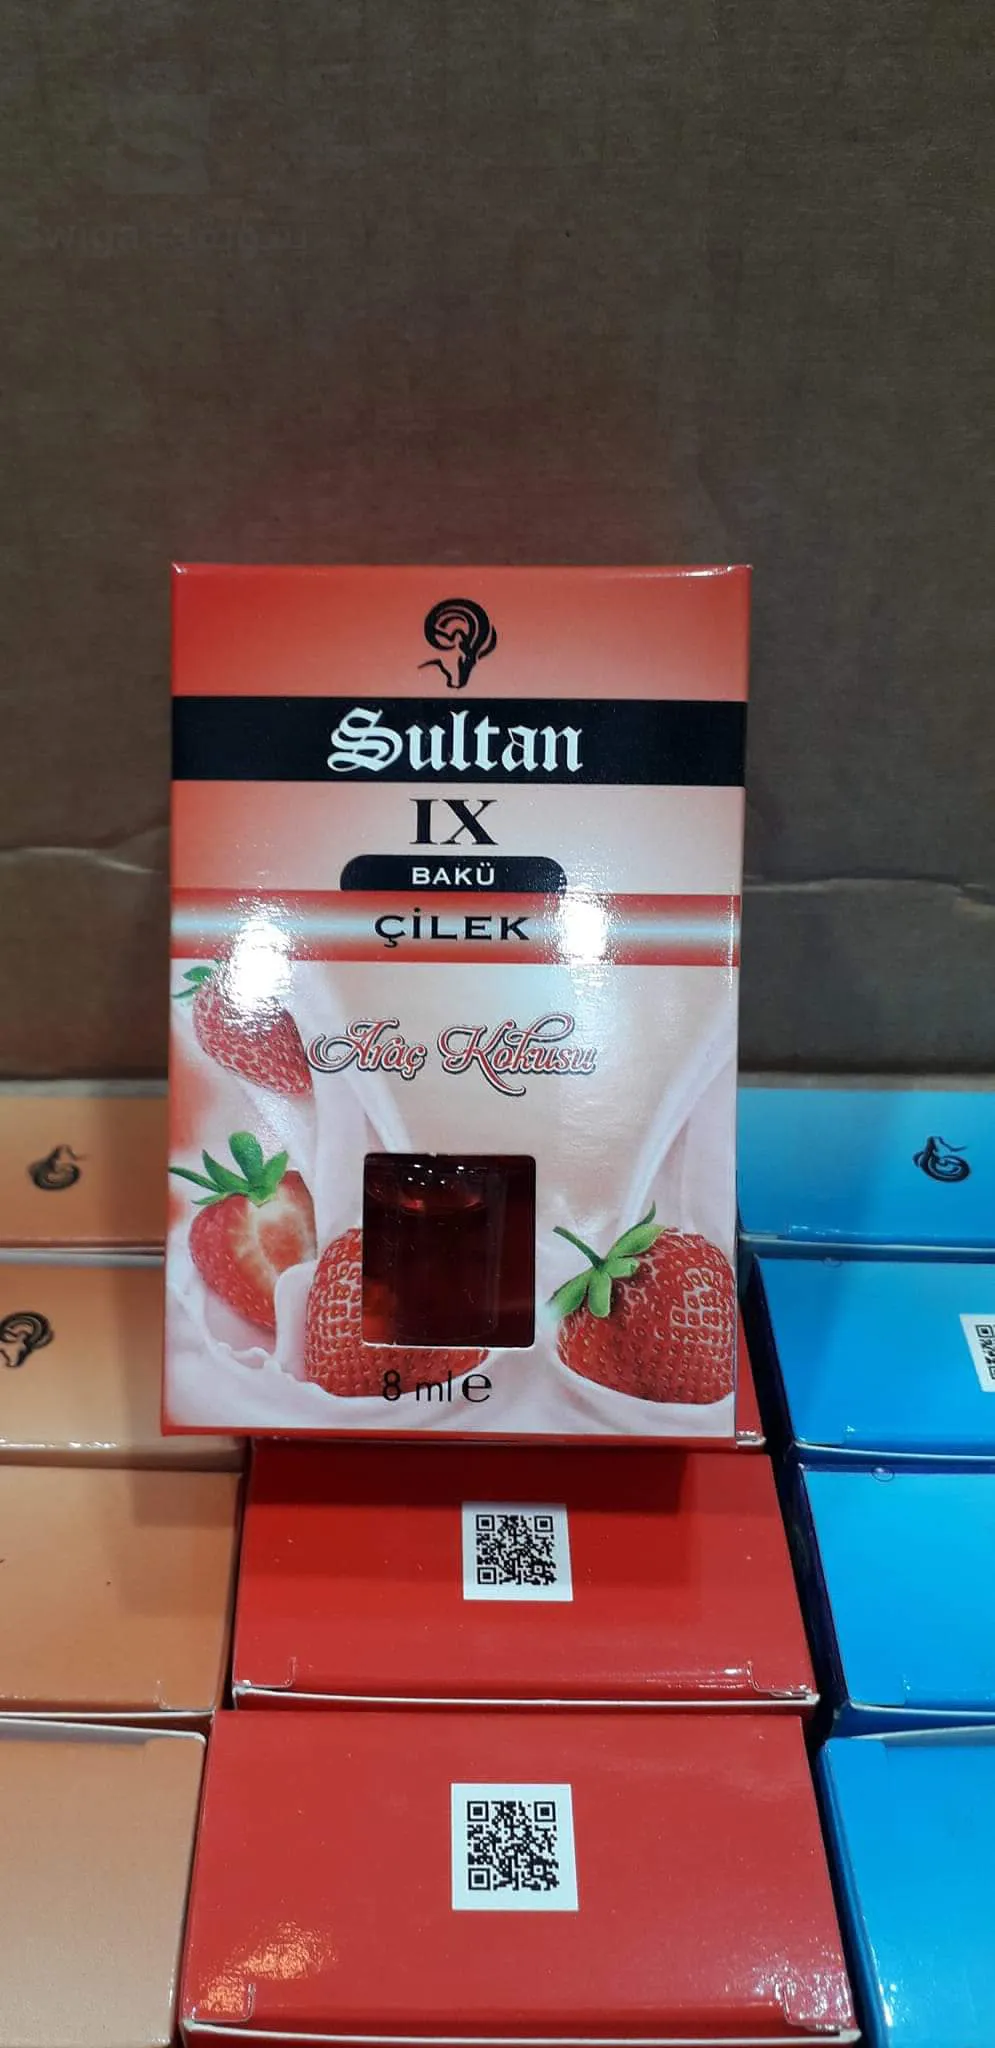 Sultan
IX
BAKÜ
ÇİLEK
Araç Kokusu
8 ml e